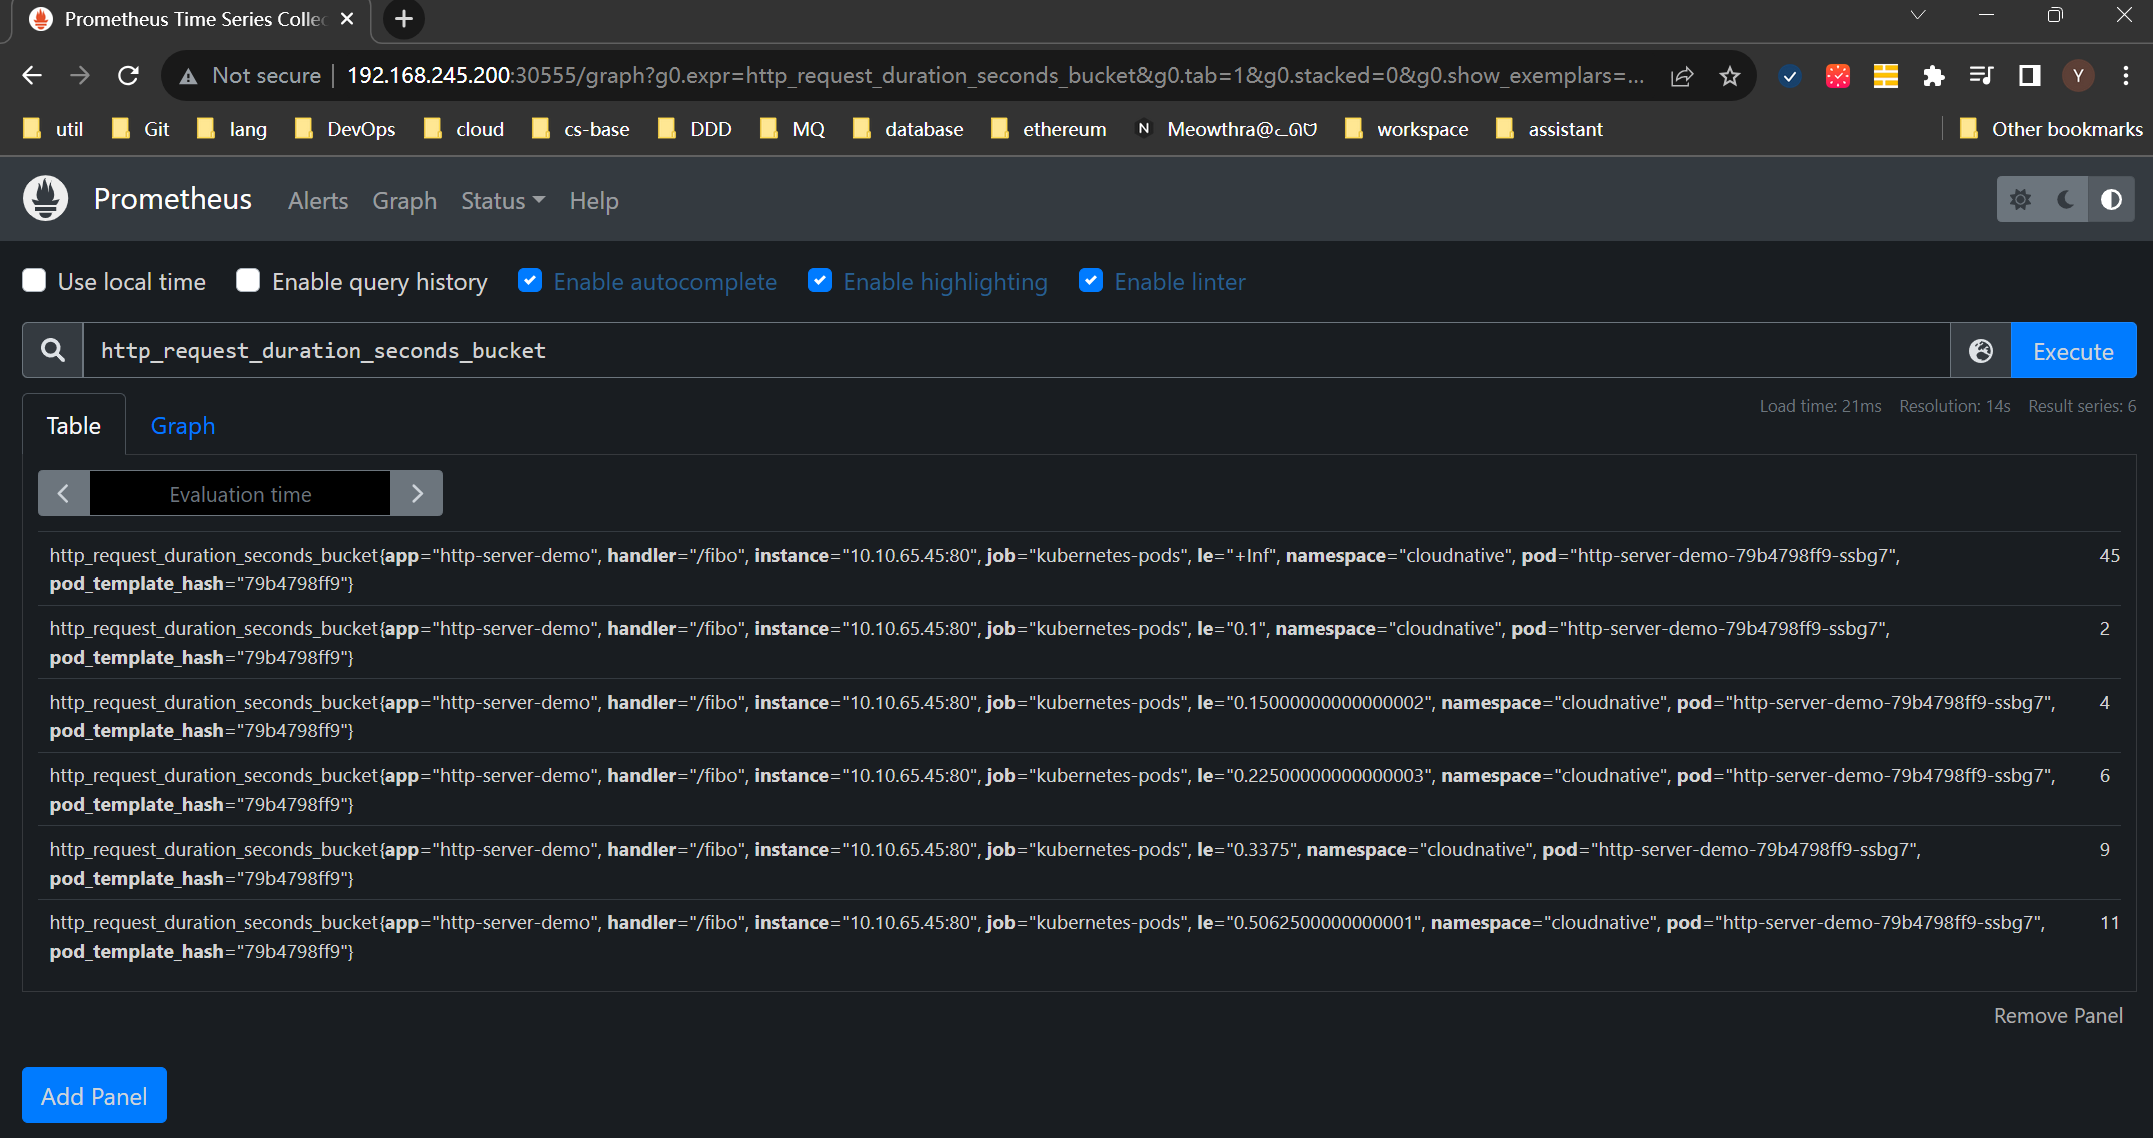 Prometheus Time Series Collec
Not secure 192.168.245.200:30555/graph?g0.expr=http_request_duration_seconds_bucket&g0.tab=1&g0.stacked=0&g0.show_exemplars=... Y
util Git lang DevOps cloud cs-base DDD MQ database ethereum N workspace assistant Other bookmarks
Prometheus Alerts Graph Status Help
Use local time Enable query history Enable autocomplete Enable highlighting Enable linter
http_request_duration_seconds_bucket Execute
Load time: 21ms Resolution: 14s Result series: 6
Table Graph
Evaluation time
http_request_duration_seconds_bucket{app="http-server-demo", handler="/fibo", instance="10.10.65.45:80", job="kubernetes-pods", le="+Inf", namespace="cloudnative", pod="http-server-demo-79b4798ff9-ssbg7", 45
pod_template_hash="79b4798ff9"}
http_request_duration_seconds_bucket{app="http-server-demo", handler="/fibo", instance="10.10.65.45:80", job="kubernetes-pods", le="0.1", namespace="cloudnative", pod="http-server-demo-79b4798ff9-ssbg7", 2
pod_template_hash="79b4798ff9"}
http_request_duration_seconds_bucket{app="http-server-demo", handler="/fibo", instance="10.10.65.45:80", job="kubernetes-pods", le="0.15000000000000002", namespace="cloudnative", pod="http-server-demo-79b4798ff9-ssbg7", 4
pod_template_hash="79b4798ff9"}
http_request_duration_seconds_bucket{app="http-server-demo", handler="/fibo", instance="10.10.65.45:80", job="kubernetes-pods", le="0.22500000000000003", namespace="cloudnative", pod="http-server-demo-79b4798ff9-ssbg7", 6
pod_template_hash="79b4798ff9"}
http_request_duration_seconds_bucket{app="http-server-demo", handler="/fibo", instance="10.10.65.45:80", job="kubernetes-pods", le="0.3375", namespace="cloudnative", pod="http-server-demo-79b4798ff9-ssbg7", 9
pod_template_hash="79b4798ff9"}
http_request_duration_seconds_bucket{app="http-server-demo", handler="/fibo", instance="10.10.65.45:80", job="kubernetes-pods", le="0.5062500000000001", namespace="cloudnative", pod="http-server-demo-79b4798ff9-ssbg7", 11
pod_template_hash="79b4798ff9"}
Remove Panel
Add Panel